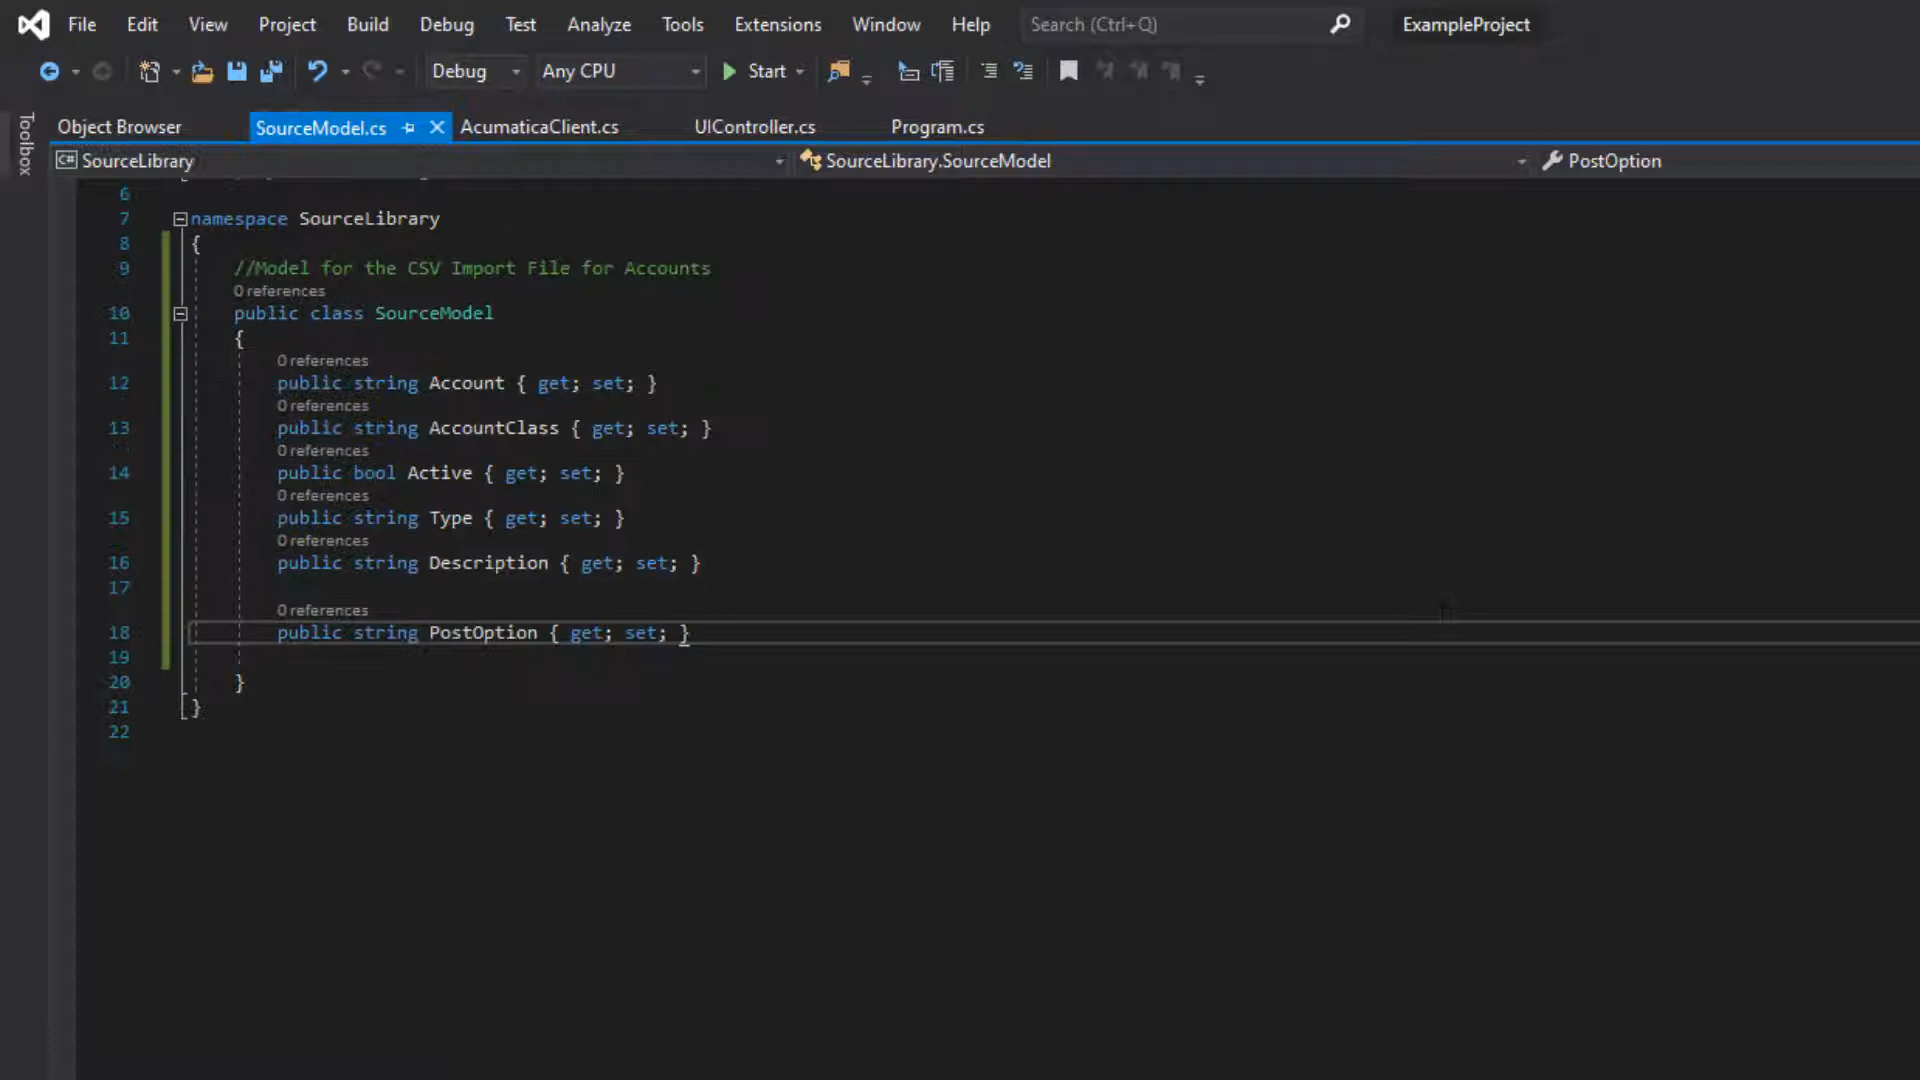 File Edit View Project Build Debug Test Analyze Tools Extensions Window Help Search (Ctrl+Q) ExampleProject
Debug Any CPU Start
Toolbox
Object Browser SourceModel.cs AcumaticaClient.cs UIController.cs Program.cs
C# SourceLibrary SourceLibrary.SourceModel PostOption
6
7 namespace SourceLibrary
8 {
9 //Model for the CSV Import File for Accounts
0 references
10 public class SourceModel
11 {
0 references
12 public string Account { get; set; }
0 references
13 public string AccountClass { get; set; }
0 references
14 public bool Active { get; set; }
0 references
15 public string Type { get; set; }
0 references
16 public string Description { get; set; }
17
0 references
18 public string PostOption { get; set; }
19
20 }
21 }
22